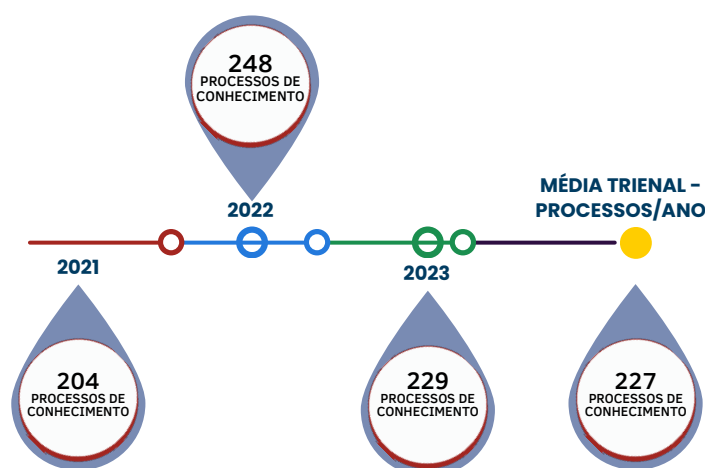 248
PROCESSOS DE
CONHECIMENTO
2022
MÉDIA TRIENAL -
PROCESSOS/ANO
2021
2023
204
PROCESSOS DE
CONHECIMENTO
229
PROCESSOS DE
CONHECIMENTO
227
PROCESSOS DE
CONHECIMENTO